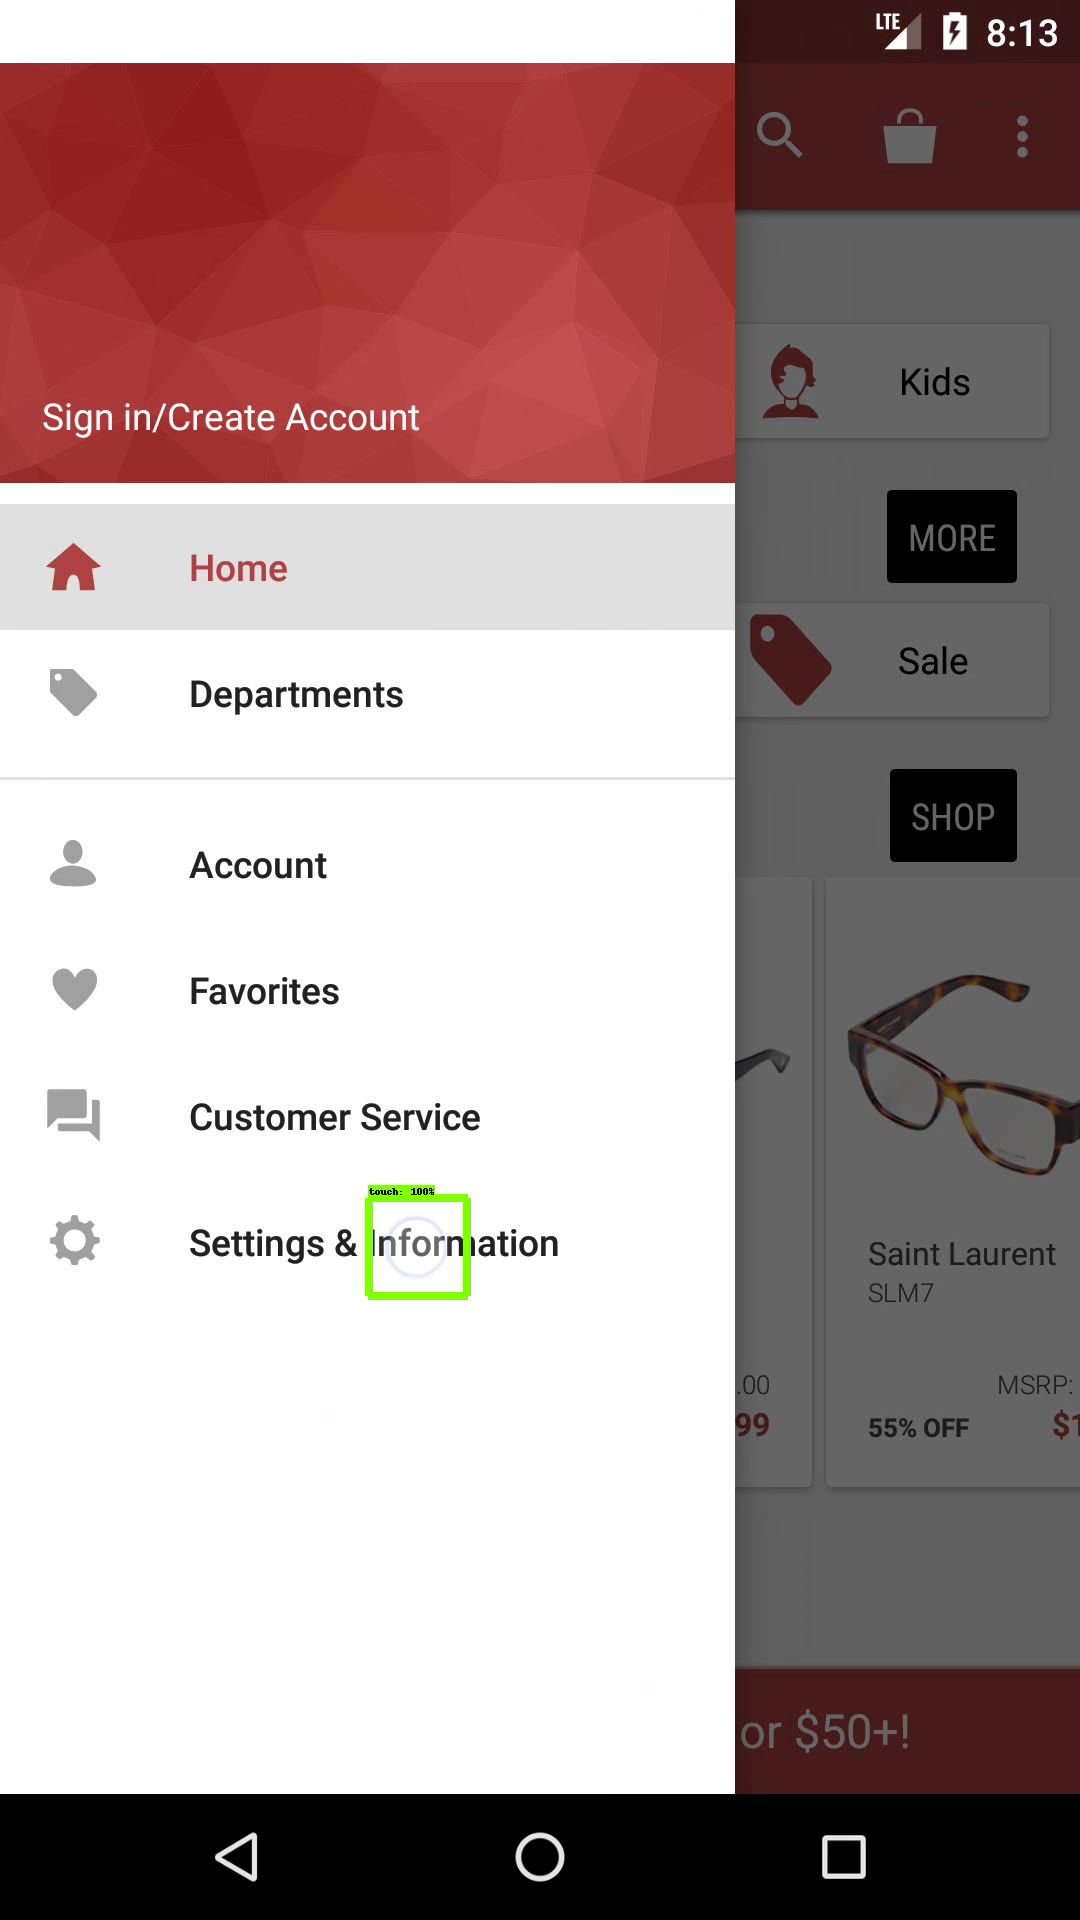 LTE 8:13
Sign in/Create Account
Kids
Home
MORE
Departments
Sale
SHOP
Account
Favorites
Customer Service
touch: 100%
Settings & Information
Saint Laurent
SLM7
.00
MSRP:
99
55% OFF
$1
or $50+!